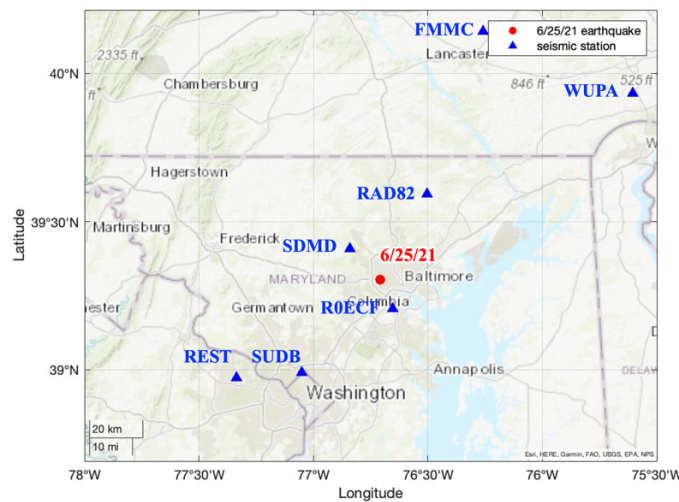 FMMC
6/25/21 earthquake
seismic station
2335 ft
40°N
Lancaster
Chambersburg
846 ft
525 ft
WUPA
Hagerstown
RAD82
39°30'N
Martinsburg
Frederick
SDMD
6/25/21
MARYLAND
Baltimore
Germantown
Columbia
R0ECF
REST
SUDB
39°N
Annapolis
Washington
DELAW
20 km
10 mi
Esri, HERE, Garmin, FAO, USGS, EPA, NPS
78°W
77°30'W
77°W
76°30'W
76°W
75°30'W
Latitude
Longitude